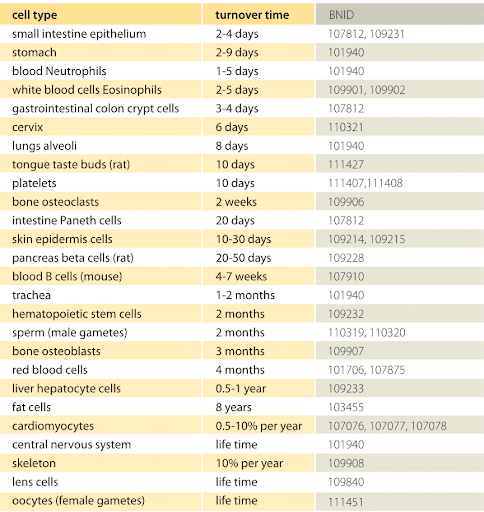 cell type turnover time BNID
small intestine epithelium 2-4 days 107812, 109231
stomach 2-9 days 101940
blood Neutrophils 1-5 days 101940
white blood cells Eosinophils 2-5 days 109901, 109902
gastrointestinal colon crypt cells 3-4 days 107812
cervix 6 days 110321
lungs alveoli 8 days 101940
tongue taste buds (rat) 10 days 111427
platelets 10 days 111407,111408
bone osteoclasts 2 weeks 109906
intestine Paneth cells 20 days 107812
skin epidermis cells 10-30 days 109214, 109215
pancreas beta cells (rat) 20-50 days 109228
blood B cells (mouse) 4-7 weeks 107910
trachea 1-2 months 101940
hematopoietic stem cells 2 months 109232
sperm (male gametes) 2 months 110319, 110320
bone osteoblasts 3 months 109907
red blood cells 4 months 101706, 107875
liver hepatocyte cells 0.5-1 year 109233
fat cells 8 years 103455
cardiomyocytes 0.5-10% per year 107076, 107077, 107078
central nervous system life time 101940
skeleton 10% per year 109908
lens cells life time 109840
oocytes (female gametes) life time 111451